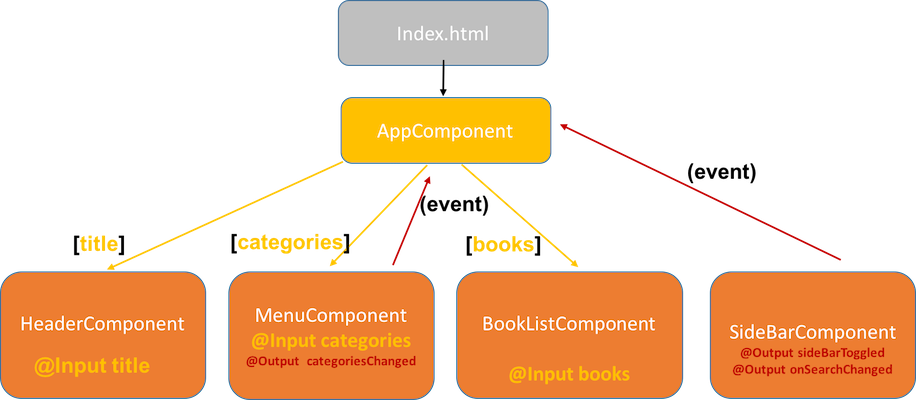 Index.html
AppComponent
(event)
(event)
[title]
[categories]
[books]
HeaderComponent
@Input title
MenuComponent
@Input categories
@Output categoriesChanged
BookListComponent
@Input books
SideBarComponent
@Output sideBarToggled
@Output onSearchChanged